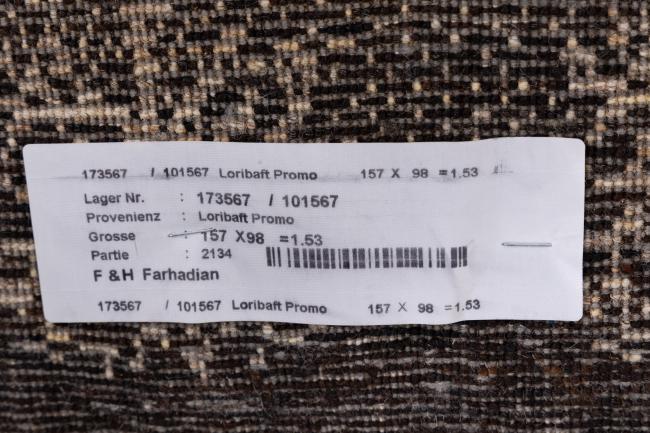 173567 / 101567 Loribaft Promo 157 X 98 =1.53
Lager Nr. : 173567 / 101567
Provenienz : Loribaft Promo
Grosse : 157 X98 =1.53
Partie : 2134
F &H Farhadian
173567 / 101567 Loribaft Promo 157 X 98 =1.53